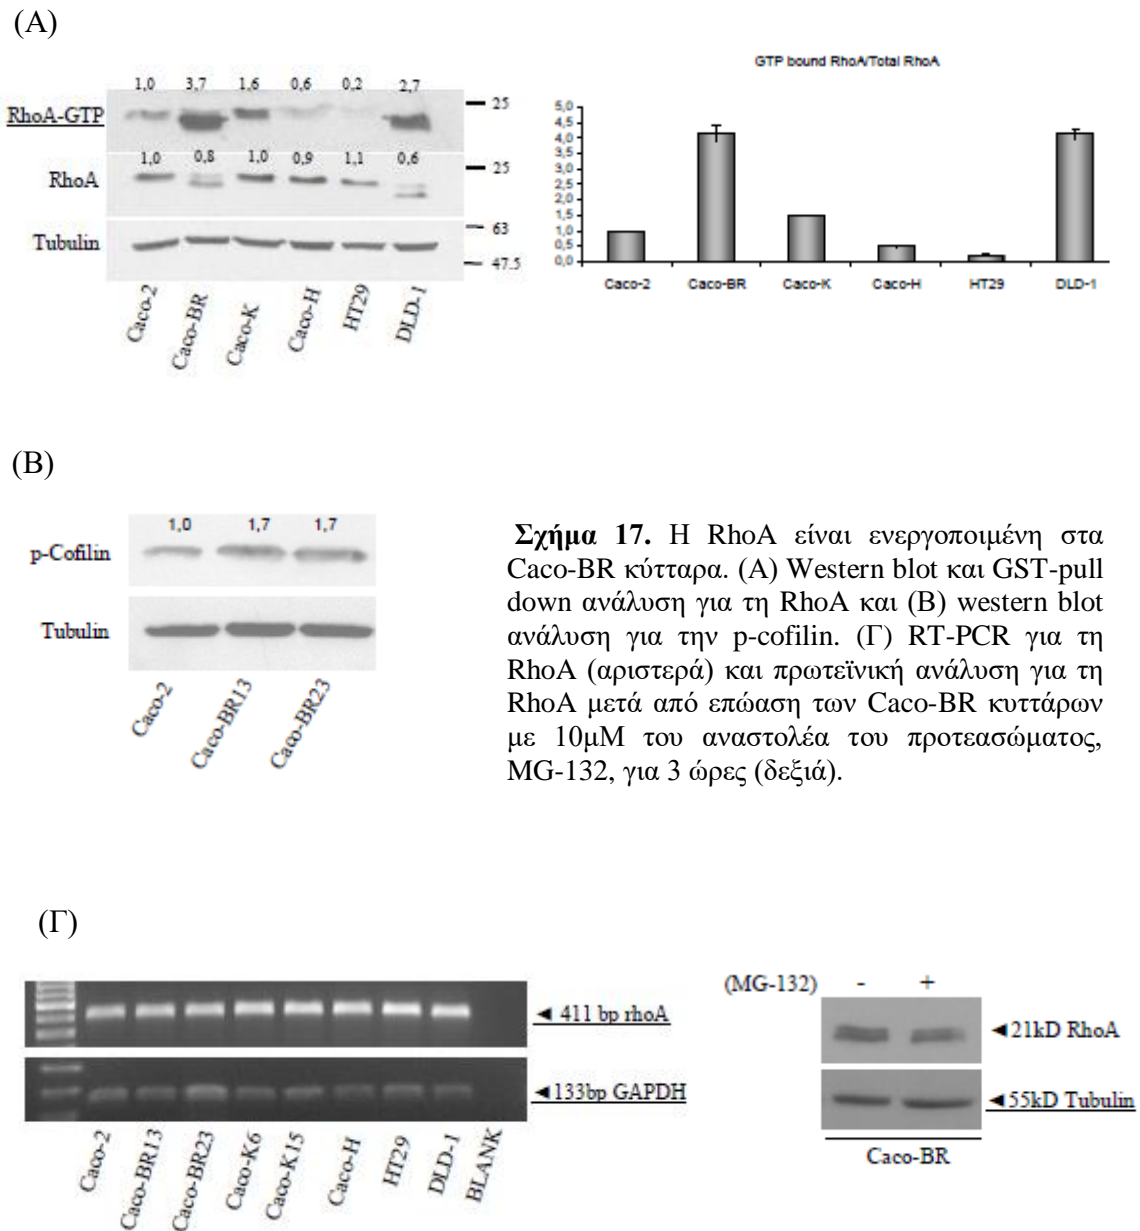 (A)
GTP bound RhoA/Total RhoA
1,0 3,7 1,6 0,6 0,2 2,7
RhoA-GTP
25
1,0 0,8 1,0 0,9 1,1 0,6
RhoA
25
Tubulin
63
47.5
Caco-2 Caco-BR Caco-K Caco-H HT29 DLD-1
5,0
4,5
4,0
3,5
3,0
2,5
2,0
1,5
1,0
0,5
0,0
Caco-2 Caco-BR Caco-K Caco-H HT29 DLD-1
(B)
1,0 1,7 1,7
p-Cofilin
Tubulin
Caco-2 Caco-BR13 Caco-BR23
Σχήμα 17. Η RhoA είναι ενεργοποιημένη στα
Caco-BR κύτταρα. (Α) Western blot και GST-pull
down ανάλυση για τη RhoA και (Β) western blot
ανάλυση για την p-cofilin. (Γ) RT-PCR για τη
RhoA (αριστερά) και πρωτεϊνική ανάλυση για τη
RhoA μετά από επώαση των Caco-BR κυττάρων
με 10μΜ του αναστολέα του προτεασώματος,
MG-132, για 3 ώρες (δεξιά).
(Γ)
411 bp rhoA
133bp GAPDH
Caco-2 Caco-BR13 Caco-BR23 Caco-K6 Caco-K15 Caco-H HT29 DLD-1 BLANK
(MG-132) - +
21kD RhoA
55kD Tubulin
Caco-BR